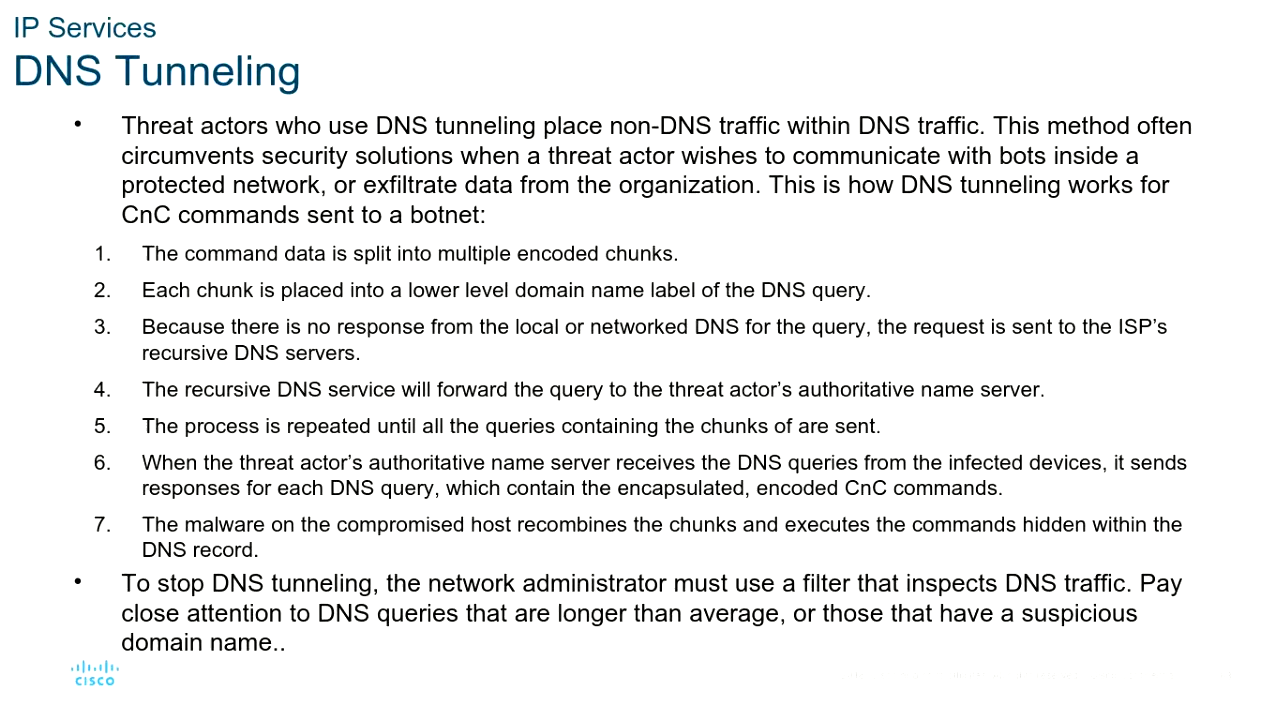 IP Services
DNS Tunneling
• Threat actors who use DNS tunneling place non-DNS traffic within DNS traffic. This method often
circumvents security solutions when a threat actor wishes to communicate with bots inside a
protected network, or exfiltrate data from the organization. This is how DNS tunneling works for
CnC commands sent to a botnet:
1. The command data is split into multiple encoded chunks.
2. Each chunk is placed into a lower level domain name label of the DNS query.
3. Because there is no response from the local or networked DNS for the query, the request is sent to the ISP’s
recursive DNS servers.
4. The recursive DNS service will forward the query to the threat actor’s authoritative name server.
5. The process is repeated until all the queries containing the chunks of are sent.
6. When the threat actor’s authoritative name server receives the DNS queries from the infected devices, it sends
responses for each DNS query, which contain the encapsulated, encoded CnC commands.
7. The malware on the compromised host recombines the chunks and executes the commands hidden within the
DNS record.
• To stop DNS tunneling, the network administrator must use a filter that inspects DNS traffic. Pay
close attention to DNS queries that are longer than average, or those that have a suspicious
domain name..
CISCO